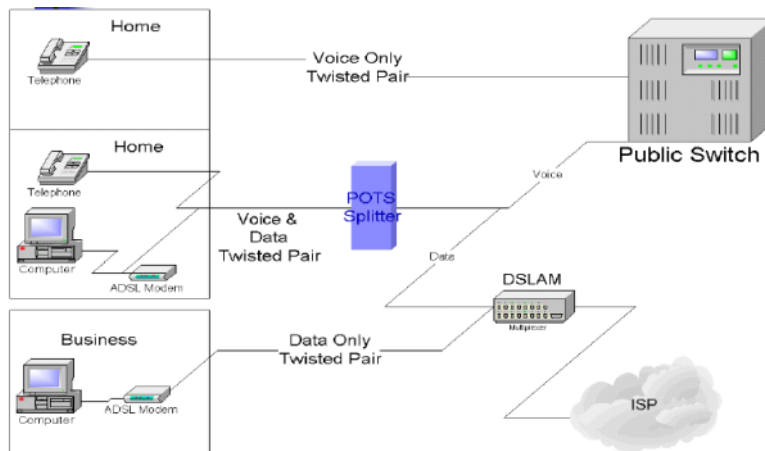 Home
Telephone
Voice Only
Twisted Pair
Public Switch
Home
Telephone
Computer
ADSL Modem
Voice &
Data
Twisted Pair
POTS
Splitter
Voice
Data
DSLAM
Multiplexer
Business
Computer
ADSL Modem
Data Only
Twisted Pair
ISP